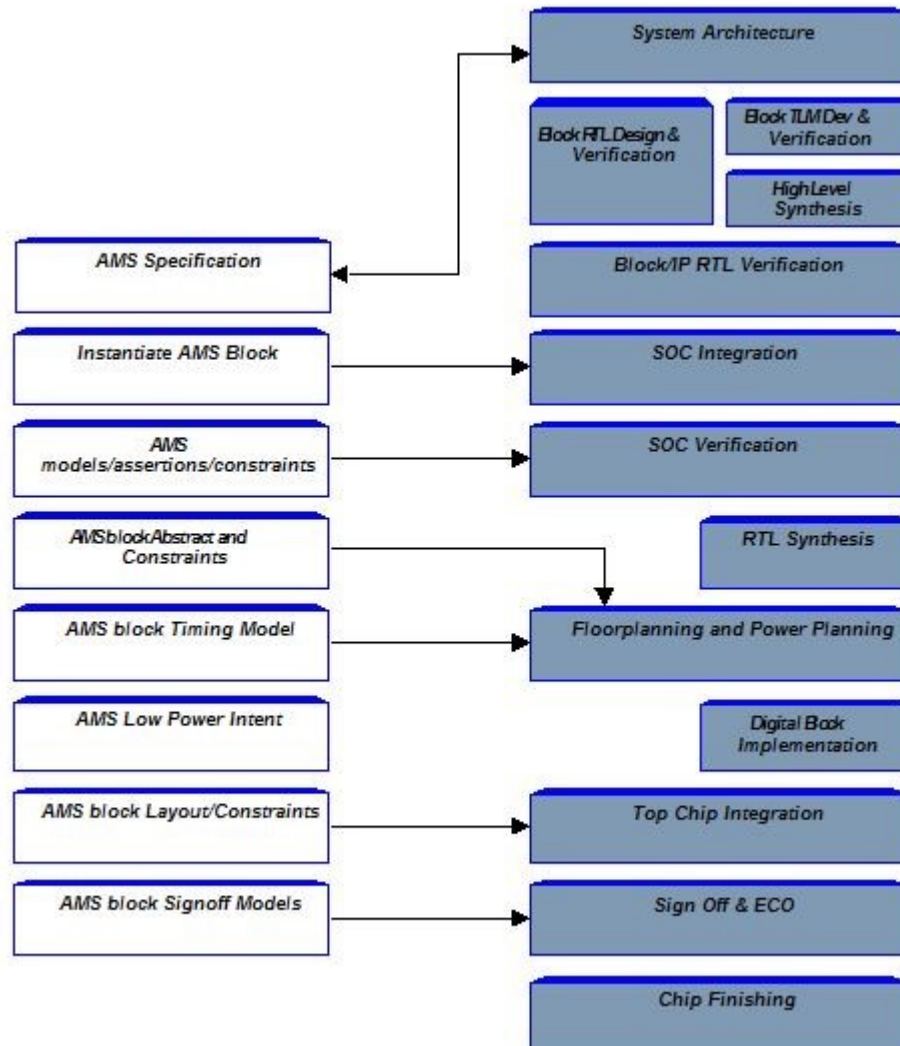 System Architecture
Block RTL Design &
Verification
Block TLM Dev &
Verification
High Level
Synthesis
AMS Specification
Block/IP RTL Verification
Instantiate AMS Block
SOC Integration
AMS
models/assertions/constraints
SOC Verification
AMS block Abstract and
Constraints
RTL Synthesis
AMS block Timing Model
Floorplanning and Power Planning
AMS Low Power Intent
Digital Block
Implementation
AMS block Layout/Constraints
Top Chip Integration
AMS block Signoff Models
Sign Off & ECO
Chip Finishing